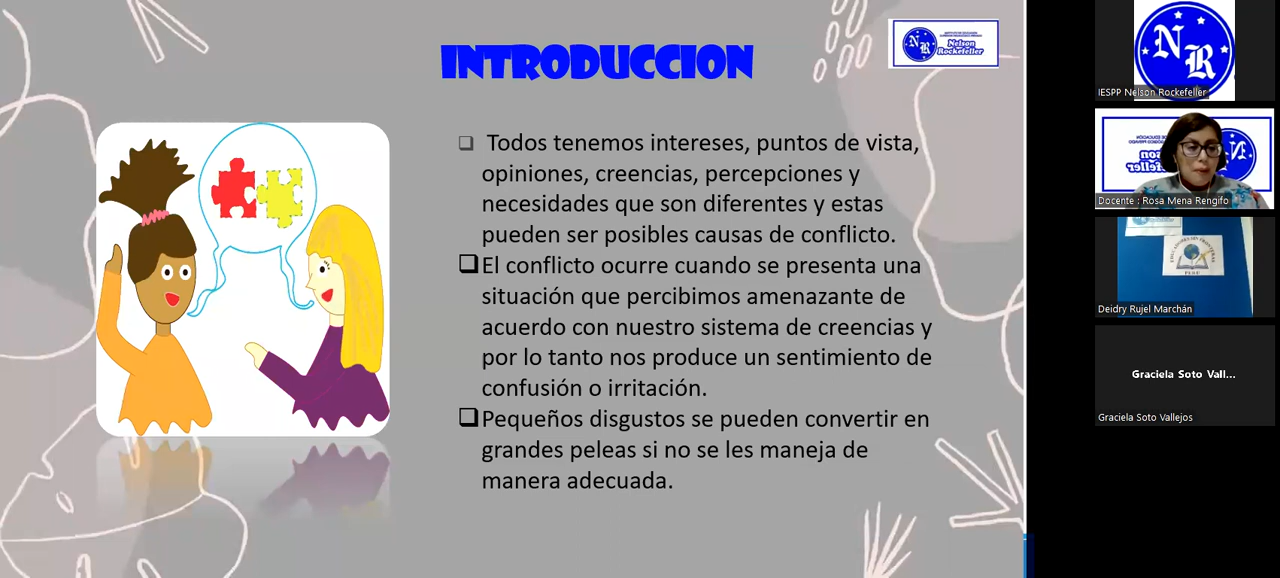 INTRODUCCION
Nelson
Rockefeller
Todos tenemos intereses, puntos de vista,
opiniones, creencias, percepciones y
necesidades que son diferentes y estas
pueden ser posibles causas de conflicto.
El conflicto ocurre cuando se presenta una
situación que percibimos amenazante de
acuerdo con nuestro sistema de creencias y
por lo tanto nos produce un sentimiento de
confusión o irritación.
Pequeños disgustos se pueden convertir en
grandes peleas si no se les maneja de
manera adecuada.
N R
IESPP Nelson Rockefeller
Docente : Rosa Mena Rengifo
Deidry Rujel Marchán
Graciela Soto Vall...
Graciela Soto Vallejos